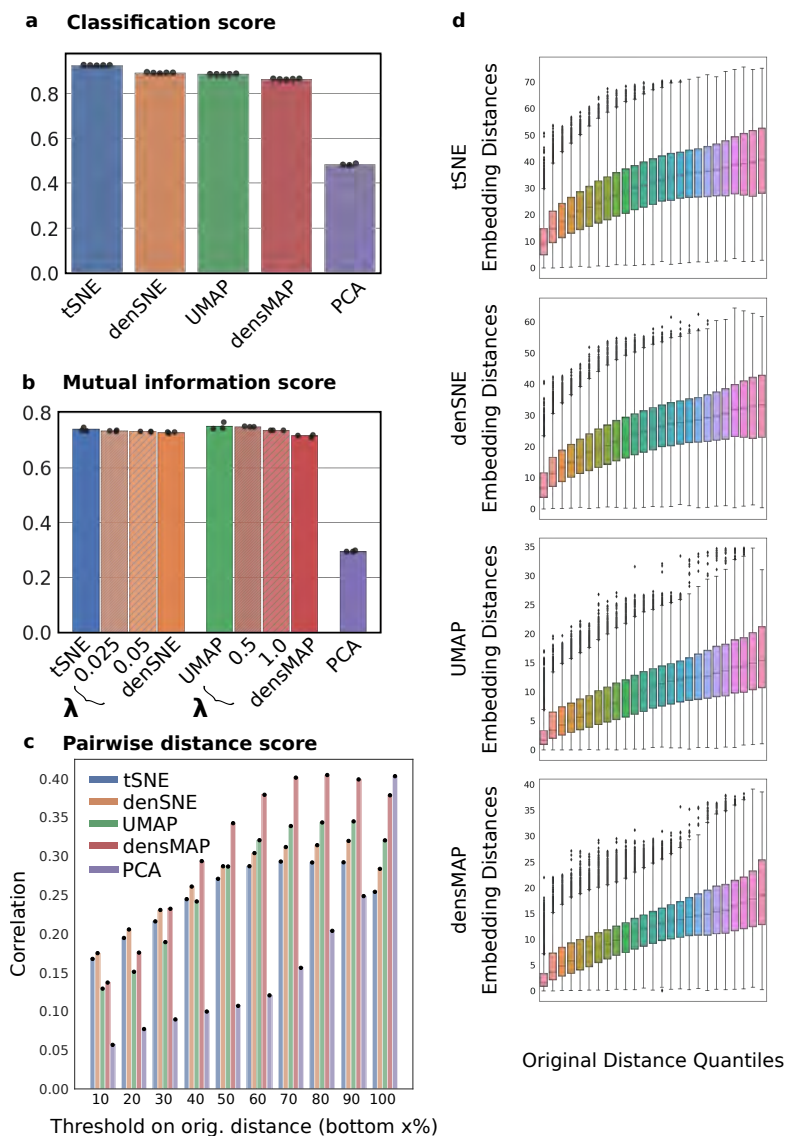 a Classification score
0.8
0.6
0.4
0.2
0.0
tSNE
denSNE
UMAP
densMAP
PCA
b Mutual information score
0.8
0.6
0.4
0.2
0.0
tSNE
0.025
0.05
denSNE
UMAP
0.5
1.0
densMAP
PCA
λ
λ
c Pairwise distance score
Correlation
0.40
0.35
0.30
0.25
0.20
0.15
0.10
0.05
0.00
tSNE
denSNE
UMAP
densMAP
PCA
10 20 30 40 50 60 70 80 90 100
Threshold on orig. distance (bottom x%)
d
tSNE
Embedding Distances
70
60
50
40
30
20
10
0
denSNE
Embedding Distances
60
50
40
30
20
10
0
UMAP
Embedding Distances
35
30
25
20
15
10
5
0
densMAP
Embedding Distances
40
35
30
25
20
15
10
5
0
Original Distance Quantiles